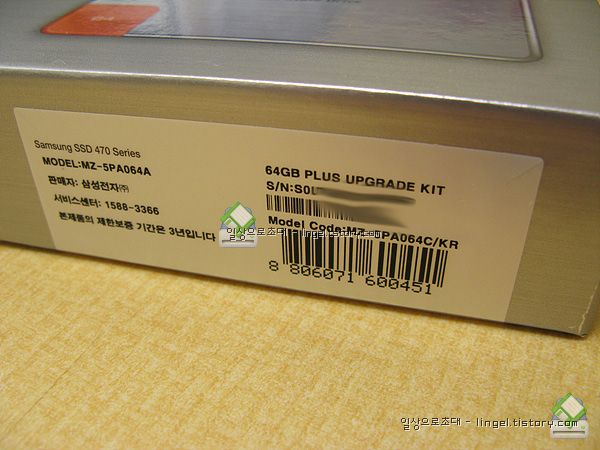 64
Samsung SSD 470 Series
MODEL:MZ-5PA064A
판매자: 삼성전자㈜
서비스센터: 1588-3366
본제품의 제한보증 기간은 3년입니다
64GB PLUS UPGRADE KIT
S/N:S0
Model Code:MZ-5PA064C/KR
8 806071 600451
일상으로초대 - lingel.tistory.com
일상으로초대 - lingel.tistory.com